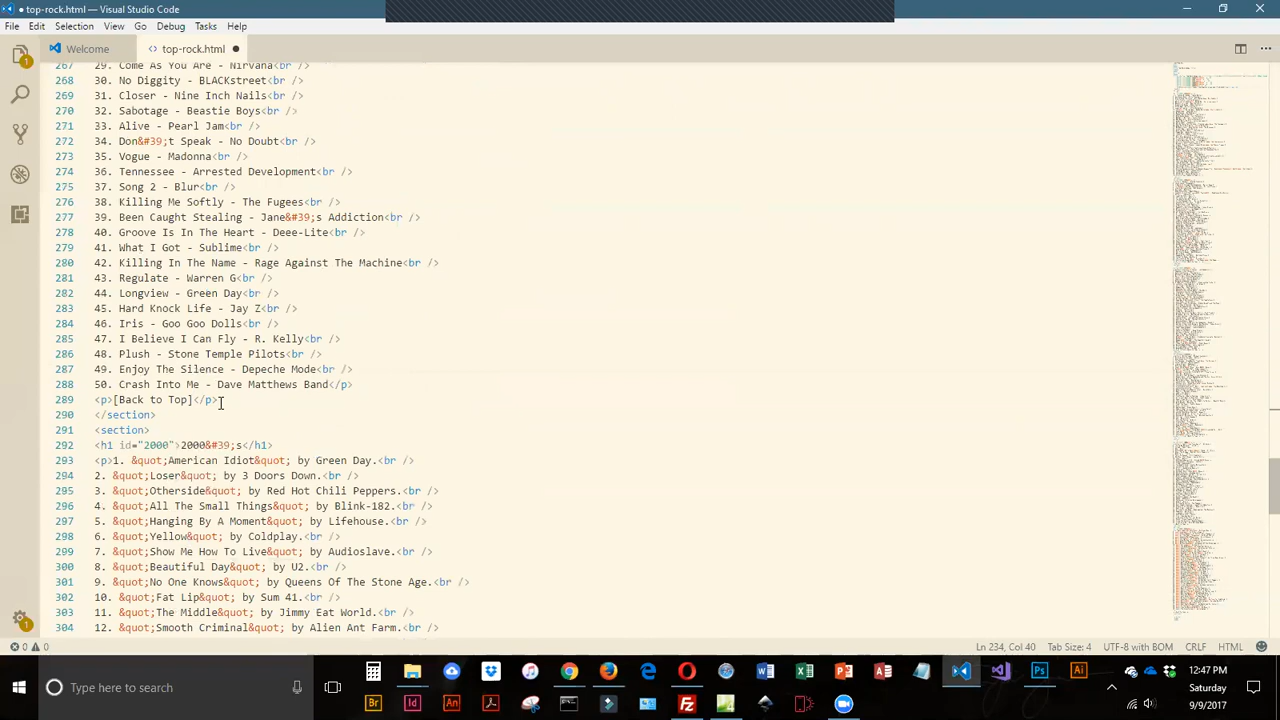 top-rock.html - Visual Studio Code
File Edit Selection View Go Debug Tasks Help
Welcome top-rock.html
267 29. Come As You Are - Nirvana<br />
268 30. No Diggity - BLACKstreet<br />
269 31. Closer - Nine Inch Nails<br />
270 32. Sabotage - Beastie Boys<br />
271 33. Alive - Pearl Jam<br />
272 34. Don&#39;t Speak - No Doubt<br />
273 35. Vogue - Madonna<br />
274 36. Tennessee - Arrested Development<br />
275 37. Song 2 - Blur<br />
276 38. Killing Me Softly - The Fugees<br />
277 39. Been Caught Stealing - Jane&#39;s Addiction<br />
278 40. Groove Is In The Heart - Deee-Lite<br />
279 41. What I Got - Sublime<br />
280 42. Killing In The Name - Rage Against The Machine<br />
281 43. Regulate - Warren G<br />
282 44. Longview - Green Day<br />
283 45. Hard Knock Life - Jay Z<br />
284 46. Iris - Goo Goo Dolls<br />
285 47. I Believe I Can Fly - R. Kelly<br />
286 48. Plush - Stone Temple Pilots<br />
287 49. Enjoy The Silence - Depeche Mode<br />
288 50. Crash Into Me - Dave Matthews Band</p>
289 <p>[Back to Top]</p>
290 </section>
291 <section>
292 <h1 id="2000">2000&#39;s</h1>
293 <p>1. &quot;American Idiot&quot; by Green Day.<br />
294 2. &quot;Loser&quot; by 3 Doors Down.<br />
295 3. &quot;Otherside&quot; by Red Hot Chili Peppers.<br />
296 4. &quot;All The Small Things&quot; by Blink-182.<br />
297 5. &quot;Hanging By A Moment&quot; by Lifehouse.<br />
298 6. &quot;Yellow&quot; by Coldplay.<br />
299 7. &quot;Show Me How To Live&quot; by Audioslave.<br />
300 8. &quot;Beautiful Day&quot; by U2.<br />
301 9. &quot;No One Knows&quot; by Queens Of The Stone Age.<br />
302 10. &quot;Fat Lip&quot; by Sum 41.<br />
303 11. &quot;The Middle&quot; by Jimmy Eat World.<br />
304 12. &quot;Smooth Criminal&quot; by Alien Ant Farm.<br />
0 0 Ln 234, Col 40 Tab Size: 4 UTF-8 with BOM CRLF HTML
Type here to search
12:47 PM
Saturday
9/9/2017